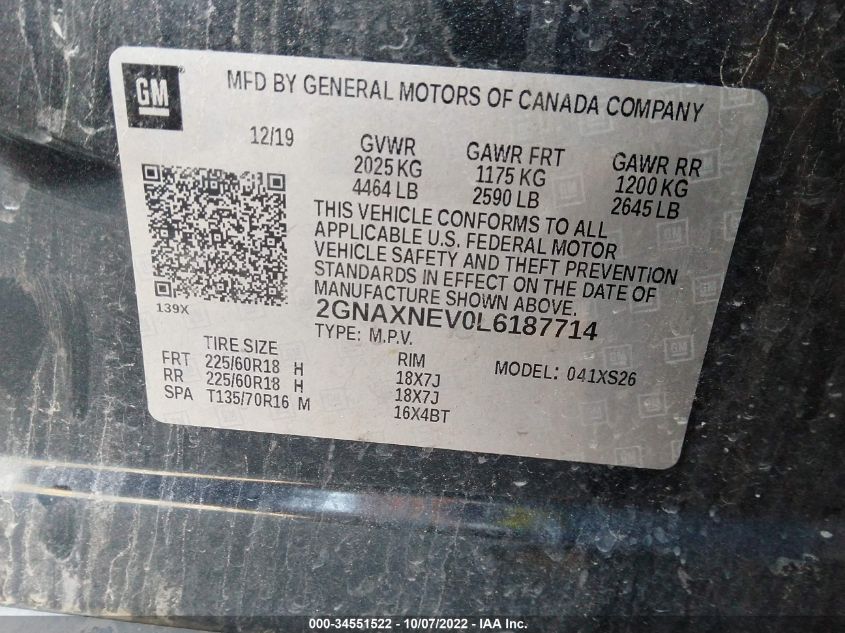 GM
MFD BY GENERAL MOTORS OF CANADA COMPANY
12/19
GVWR
2025 KG
4464 LB
GAWR FRT
1175 KG
2590 LB
GAWR RR
1200 KG
2645 LB
THIS VEHICLE CONFORMS TO ALL
APPLICABLE U.S. FEDERAL MOTOR
VEHICLE SAFETY AND THEFT PREVENTION
STANDARDS IN EFFECT ON THE DATE OF
MANUFACTURE SHOWN ABOVE.
139X
2GNAXNEV0L6187714
TYPE: M.P.V.
MODEL: 041XS26
TIRE SIZE RIM
FRT 225/60R18 H 18X7J
RR 225/60R18 H 18X7J
SPA T135/70R16 M 16X4BT
000-34551522 - 10/07/2022 - IAA Inc.